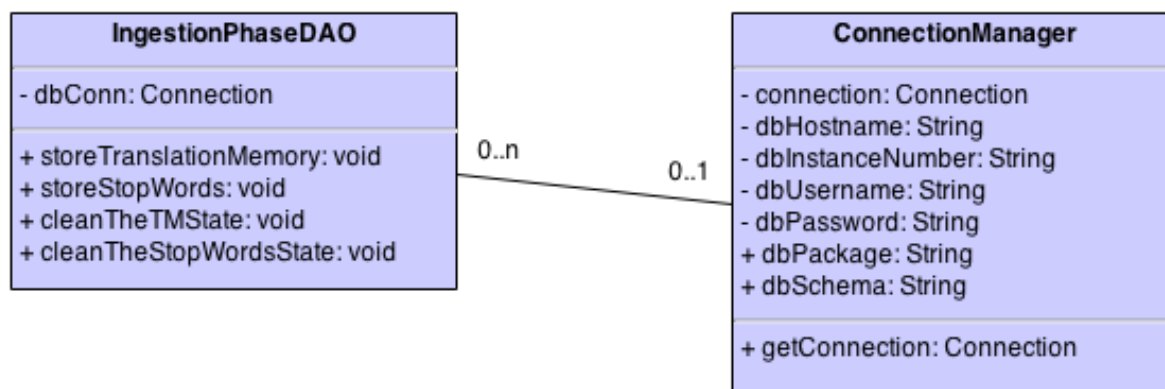 IngestionPhaseDAO
- dbConn: Connection
+ storeTranslationMemory: void
+ storeStopWords: void
+ cleanTheTMState: void
+ cleanTheStopWordsState: void
0..n
0..1
ConnectionManager
- connection: Connection
- dbHostname: String
- dbInstanceNumber: String
- dbUsername: String
- dbPassword: String
+ dbPackage: String
+ dbSchema: String
+ getConnection: Connection